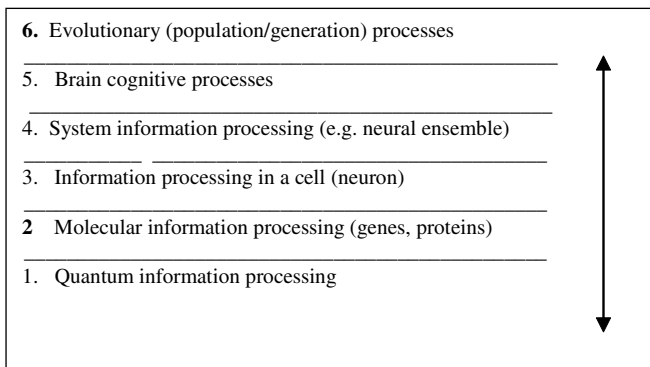 6. Evolutionary (population/generation) processes
5. Brain cognitive processes
4. System information processing (e.g. neural ensemble)
3. Information processing in a cell (neuron)
2 Molecular information processing (genes, proteins)
1. Quantum information processing